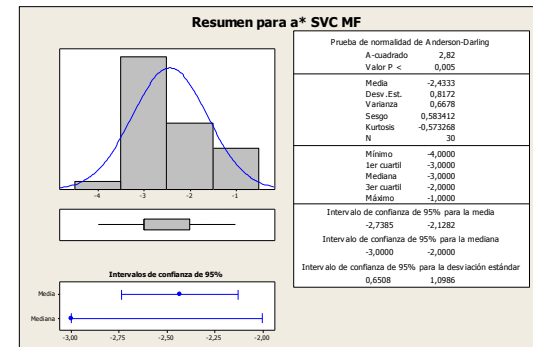 Resumen para a* SVC MF
Prueba de normalidad de Anderson-Darling
A-cuadrado 2,82
Valor P < 0,005
Media -2,4333
Desv.Est. 0,8172
Varianza 0,6678
Sesgo 0,583412
Kurtosis -0,573268
N 30
Mínimo -4,0000
1er cuartil -3,0000
Mediana -3,0000
3er cuartil -2,0000
Máximo -1,0000
Intervalo de confianza de 95% para la media
-2,7385 -2,1282
Intervalo de confianza de 95% para la mediana
-3,0000 -2,0000
Intervalo de confianza de 95% para la desviación estándar
0,6508 1,0986
-4 -3 -2 -1
Intervalos de confianza de 95%
Media
Mediana
-3,00 -2,75 -2,50 -2,25 -2,00